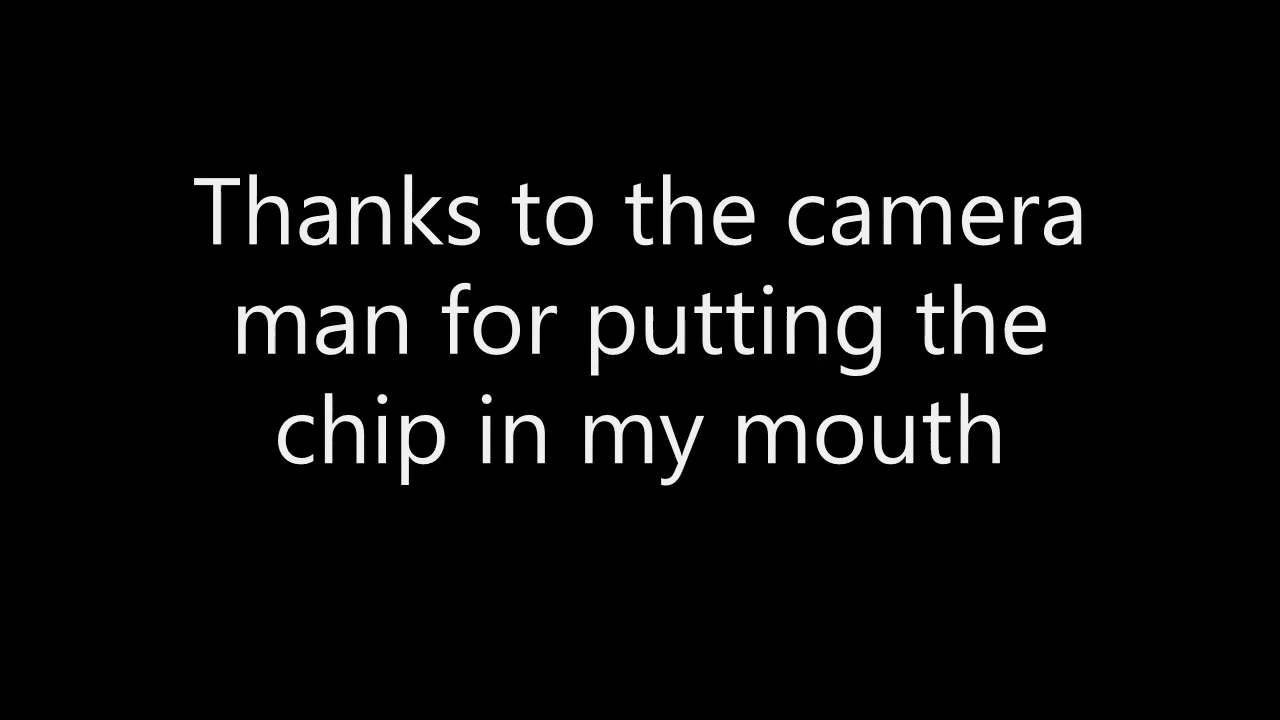 Thanks to the camera
man for putting the
chip in my mouth